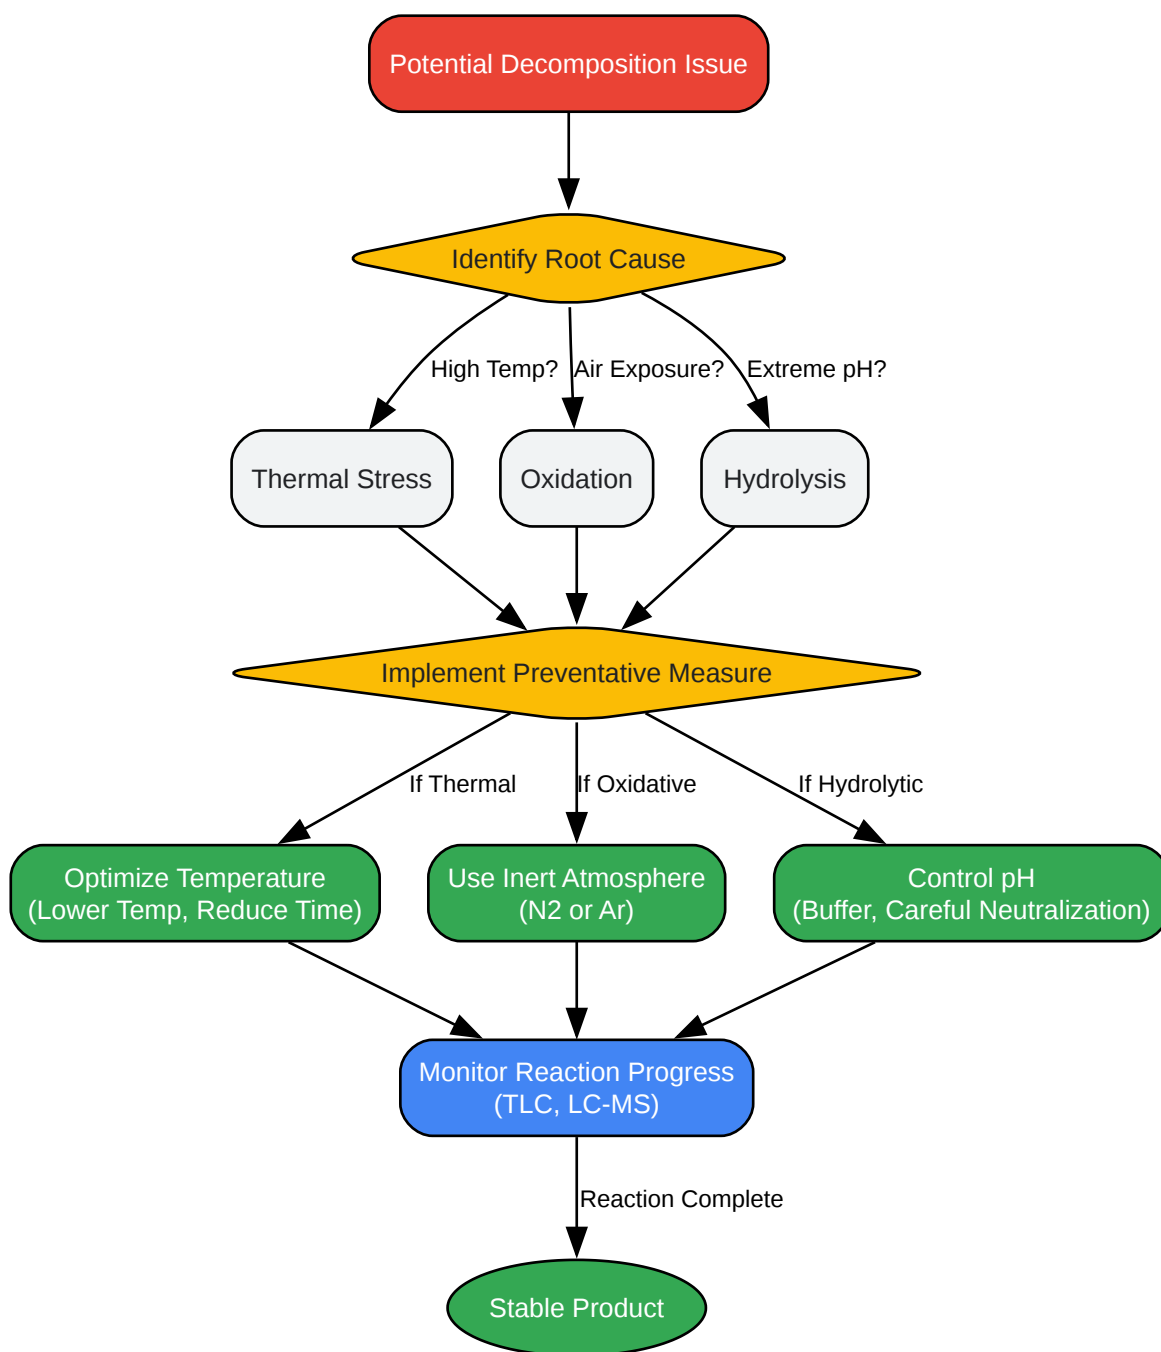 Potential Decomposition Issue
Identify Root Cause
High Temp?
Air Exposure?
Extreme pH?
Thermal Stress
Oxidation
Hydrolysis
Implement Preventative Measure
If Thermal
If Oxidative
If Hydrolytic
Optimize Temperature
(Lower Temp, Reduce Time)
Use Inert Atmosphere
(N2 or Ar)
Control pH
(Buffer, Careful Neutralization)
Monitor Reaction Progress
(TLC, LC-MS)
Reaction Complete
Stable Product